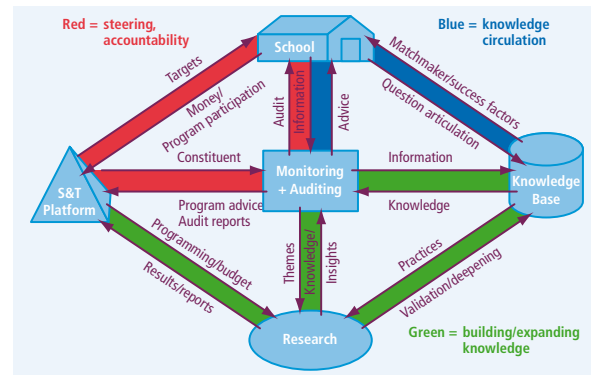 Red = steering,
accountability
Blue = knowledge
circulation
School
Targets
Money/
Program participation
Audit
Information
Advice
Matchmaker/success factors
Question articulation
S&T
Platform
Constituent
Program advice
Audit reports
Monitoring
+ Auditing
Information
Knowledge
Knowledge
Base
Programming/budget
Results/reports
Themes
Knowledge/
Insights
Practices
Validation/deepening
Research
Green = building/expanding
knowledge